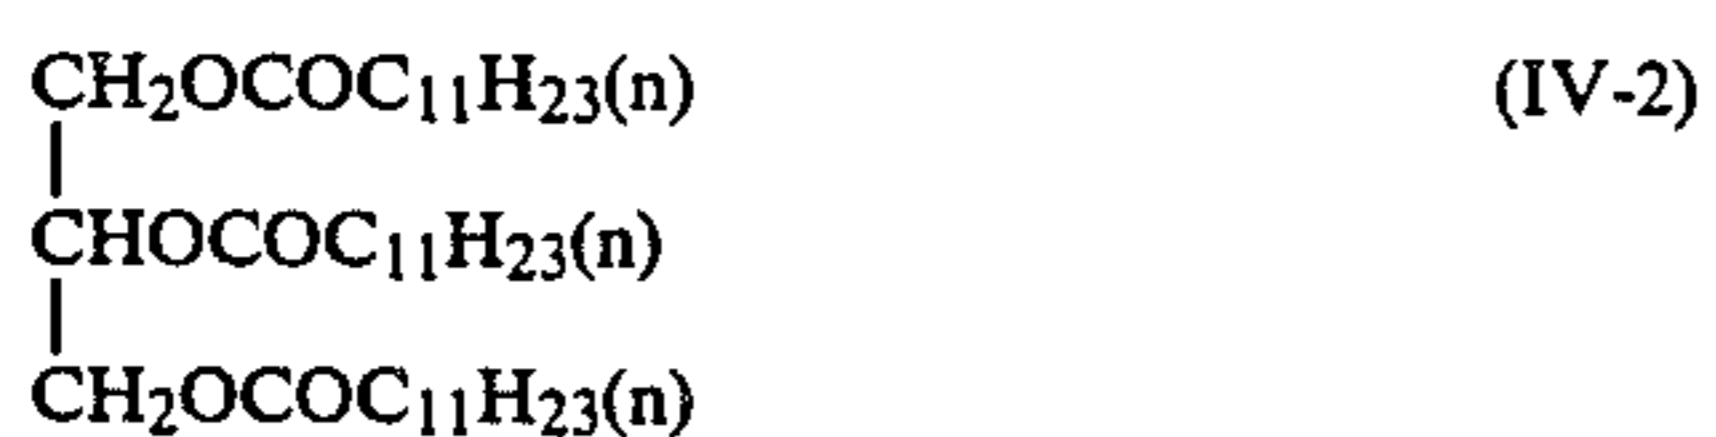 CH₂OCOC₁₁H₂₃(n) (IV-2)
CHOCOC₁₁H₂₃(n)
CH₂OCOC₁₁H₂₃(n)